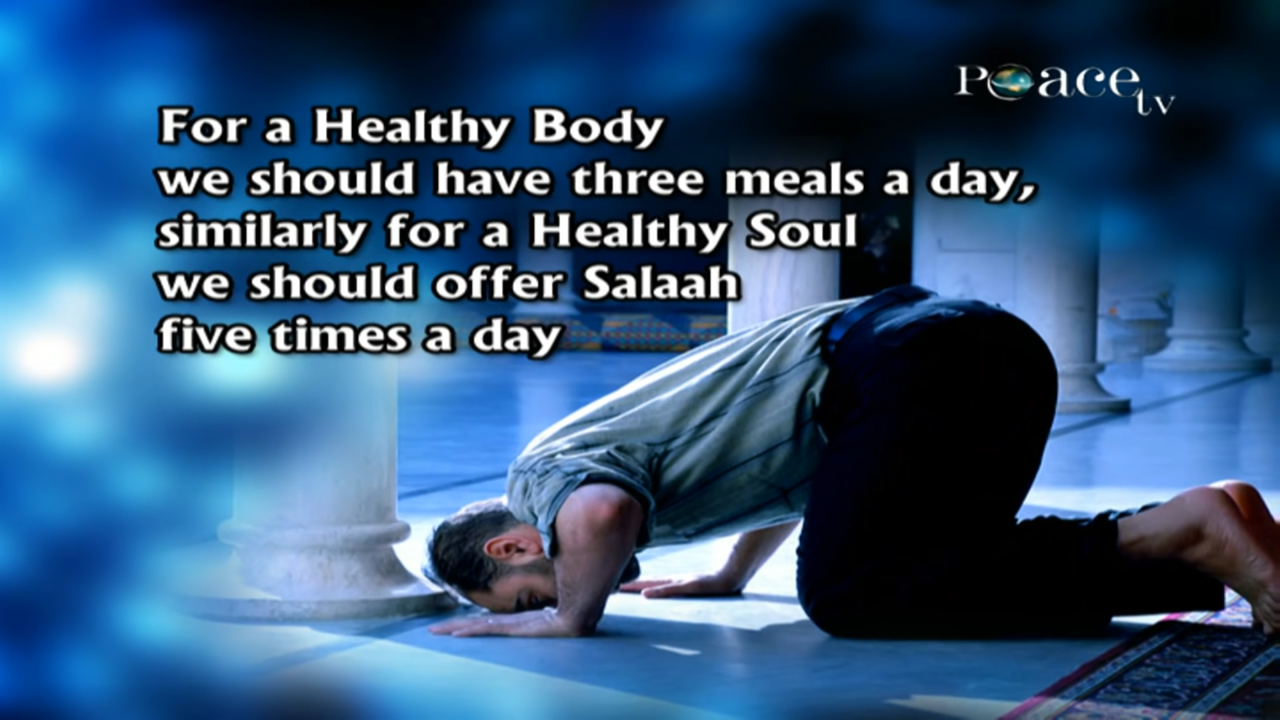 Peace tv
For a Healthy Body
we should have three meals a day,
similarly for a Healthy Soul
we should offer Salaah
five times a day